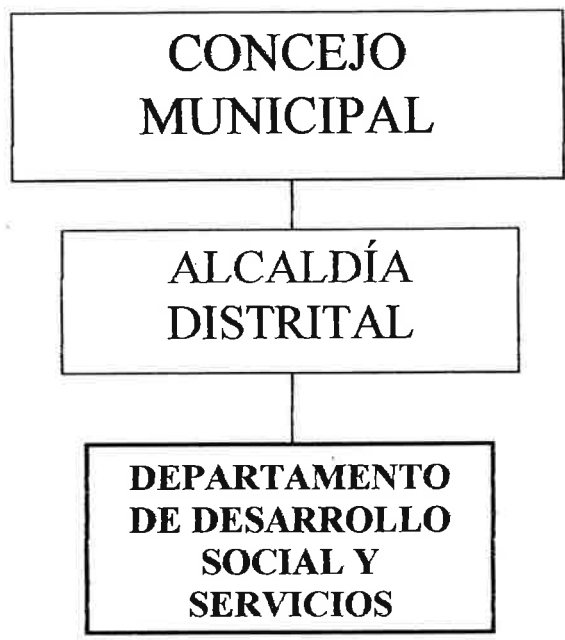 CONCEJO
MUNICIPAL
ALCALDÍA
DISTRITAL
DEPARTAMENTO
DE DESARROLLO
SOCIAL Y
SERVICIOS